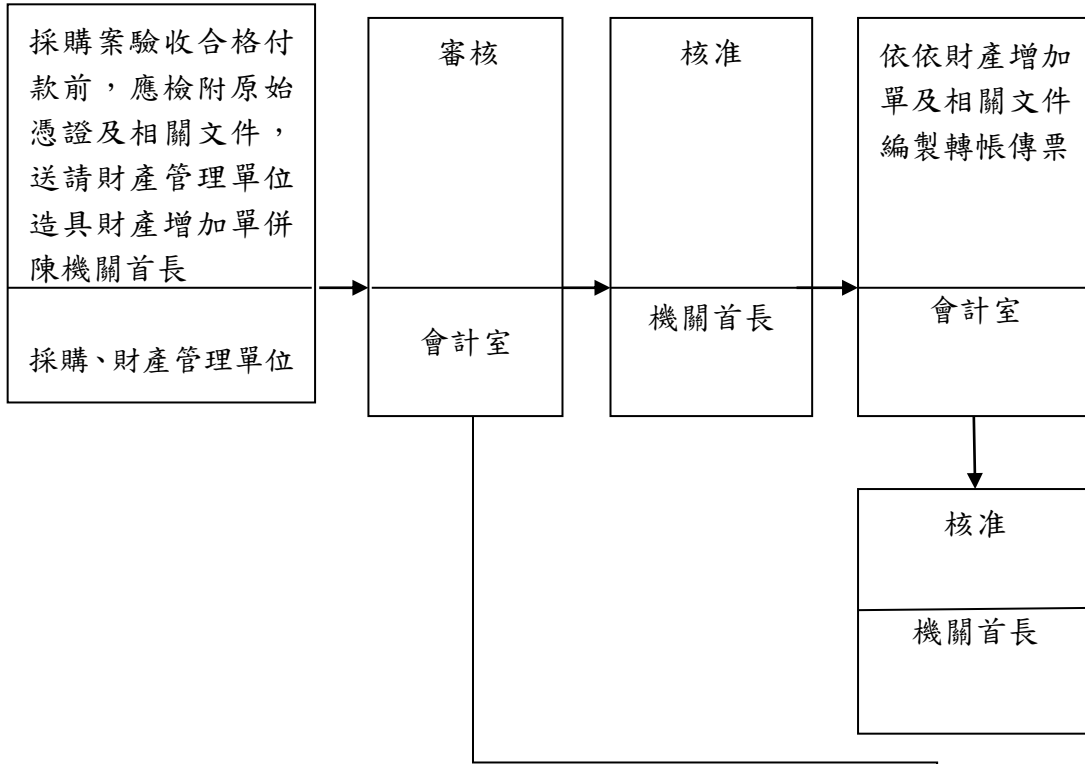 採購案驗收合格付
款前，應檢附原始
憑證及相關文件，
送請財產管理單位
造具財產增加單併
陳機關首長
採購、財產管理單位
審核
會計室
核准
機關首長
依依財產增加
單及相關文件
編製轉帳傳票
會計室
核准
機關首長